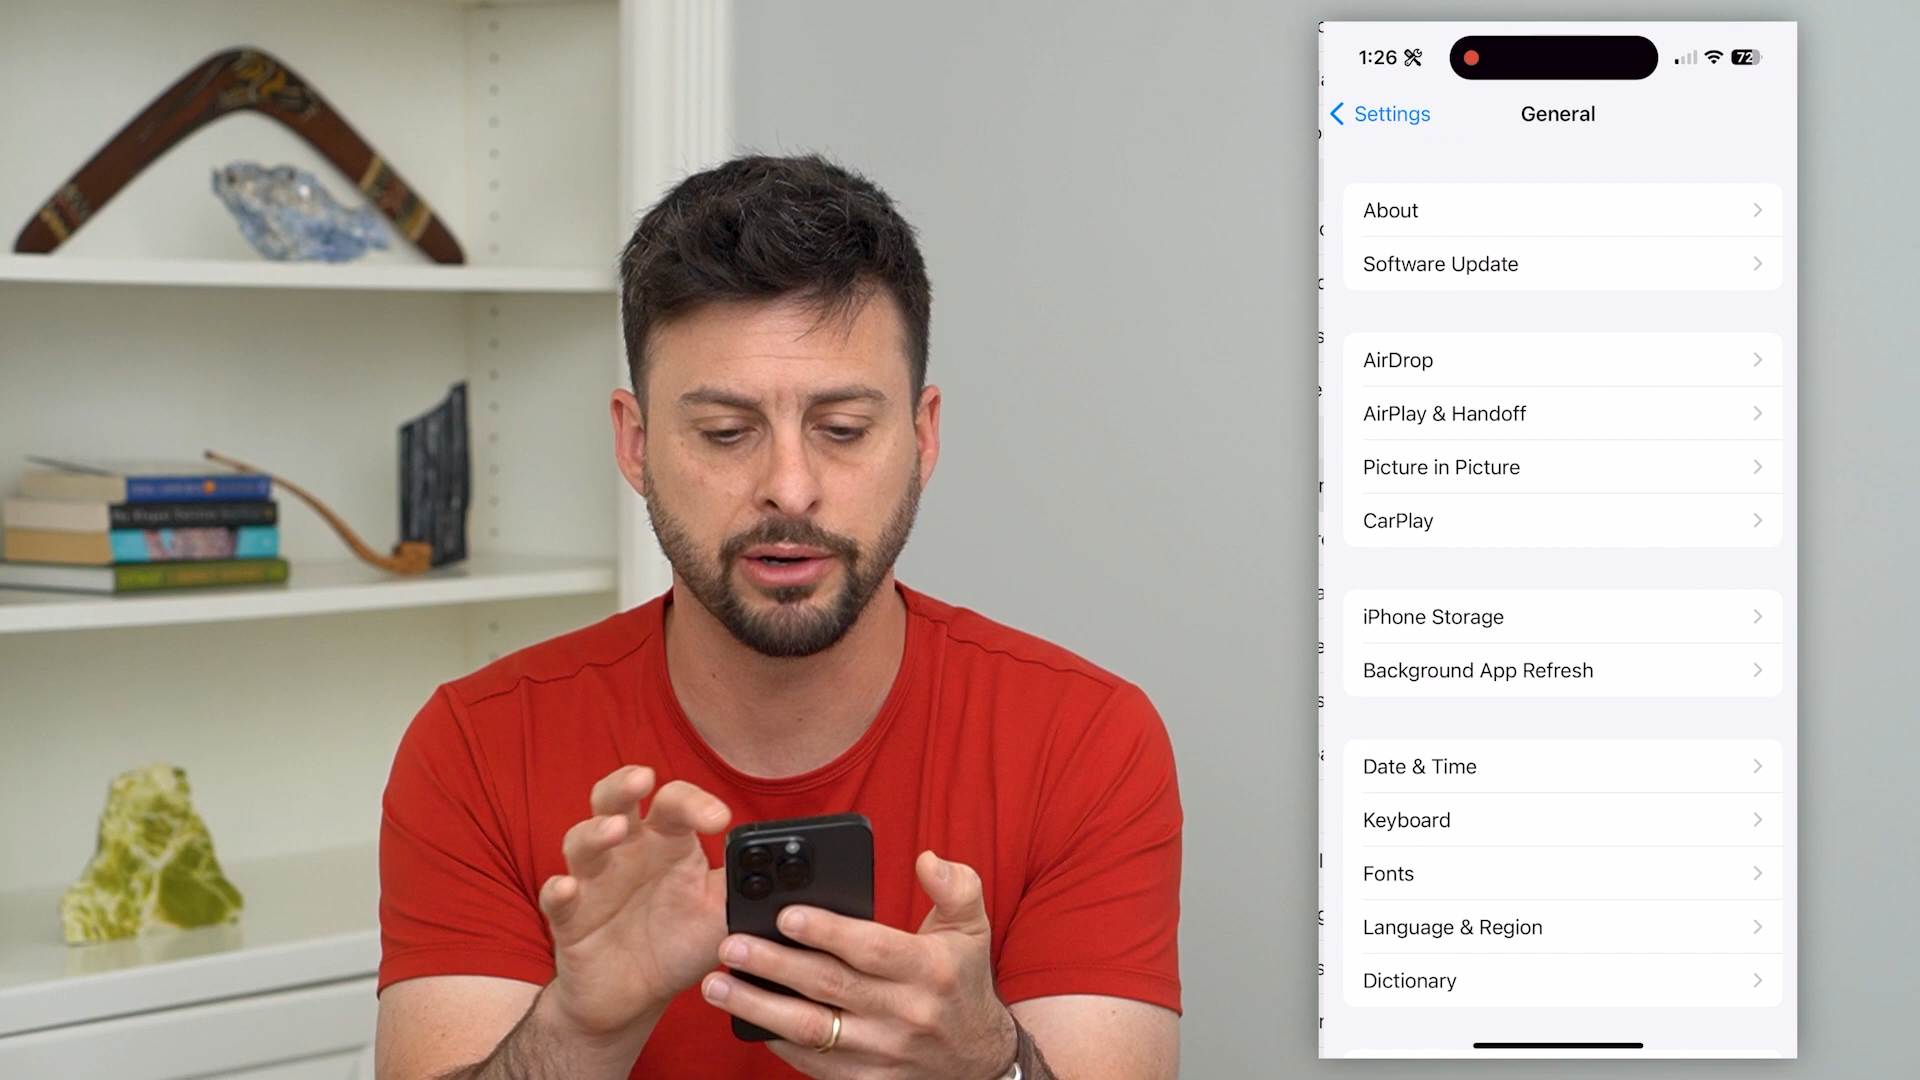 1:26
72
Settings
General
About
Software Update
AirDrop
AirPlay & Handoff
Picture in Picture
CarPlay
iPhone Storage
Background App Refresh
Date & Time
Keyboard
Fonts
Language & Region
Dictionary